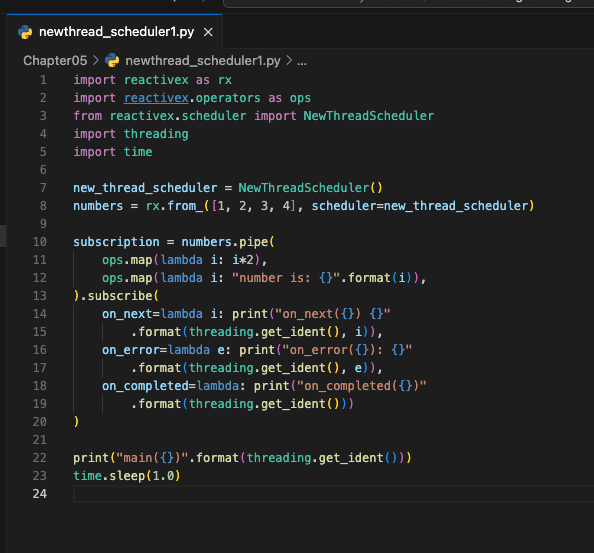 newthread_scheduler1.py ×
Chapter05 > newthread_scheduler1.py > ...
1 import reactivex as rx
2 import reactivex.operators as ops
3 from reactivex.scheduler import NewThreadScheduler
4 import threading
5 import time
6
7 new_thread_scheduler = NewThreadScheduler()
8 numbers = rx.from_([1, 2, 3, 4], scheduler=new_thread_scheduler)
9
10 subscription = numbers.pipe(
11     ops.map(lambda i: i*2),
12     ops.map(lambda i: "number is: {}".format(i)),
13 ).subscribe(
14     on_next=lambda i: print("on_next({}) {}"
15         .format(threading.get_ident(), i)),
16     on_error=lambda e: print("on_error({}): {}"
17         .format(threading.get_ident(), e)),
18     on_completed=lambda: print("on_completed({})"
19         .format(threading.get_ident()))
20 )
21
22 print("main({})".format(threading.get_ident()))
23 time.sleep(1.0)
24